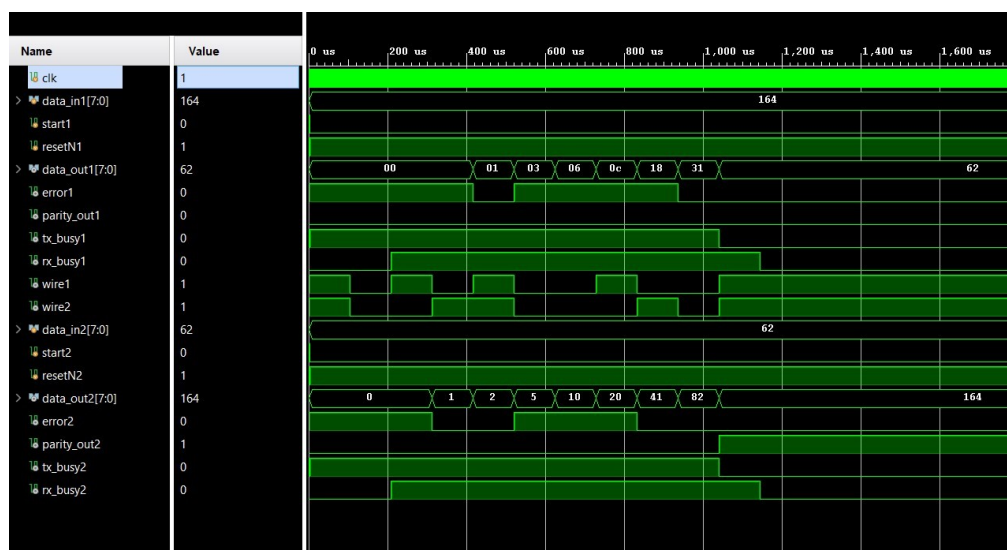 Name Value 0 us 200 us 400 us 600 us 800 us 1,000 us 1,200 us 1,400 us 1,600 us
clk 1
data_in1[7:0] 164 164
start1 0
resetN1 1
data_out1[7:0] 62 00 01 03 06 0c 18 31 62
error1 0
parity_out1 0
tx_busy1 0
rx_busy1 0
wire1 1
wire2 1
data_in2[7:0] 62 62
start2 0
resetN2 1
data_out2[7:0] 164 0 1 2 5 10 20 41 82 164
error2 0
parity_out2 1
tx_busy2 0
rx_busy2 0